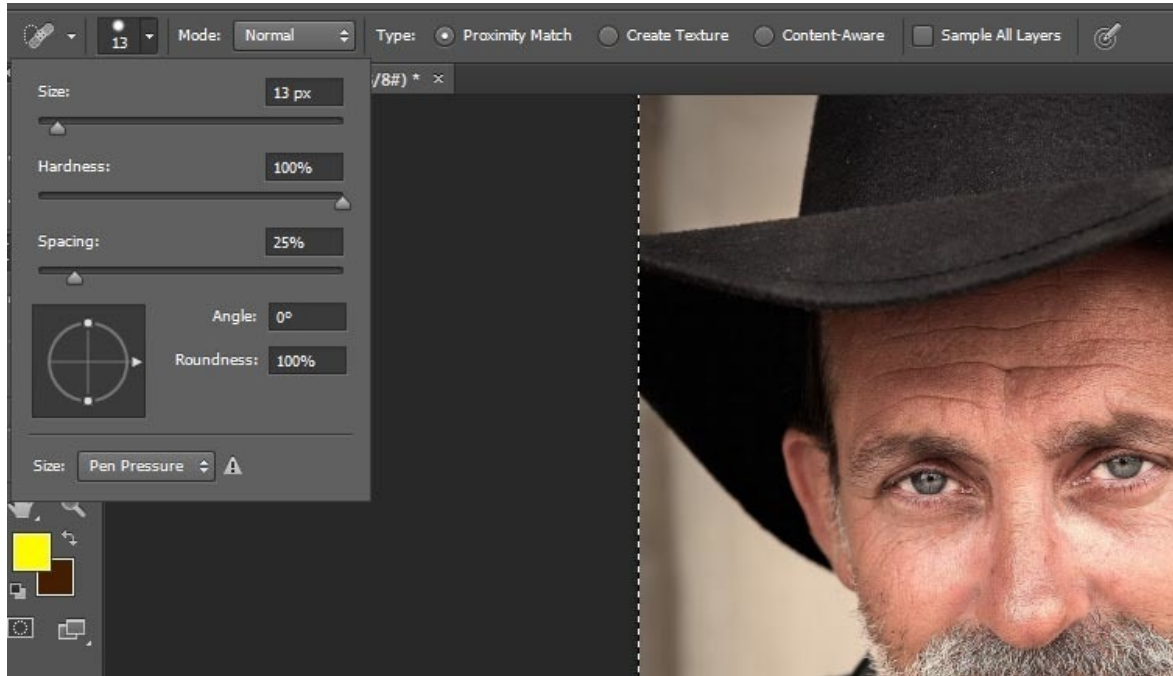 13 Mode: Normal Type: Proximity Match Create Texture Content-Aware Sample All Layers
/8#) * ×
Size: 13 px
Hardness: 100%
Spacing: 25%
Angle: 0º
Roundness: 100%
Size: Pen Pressure